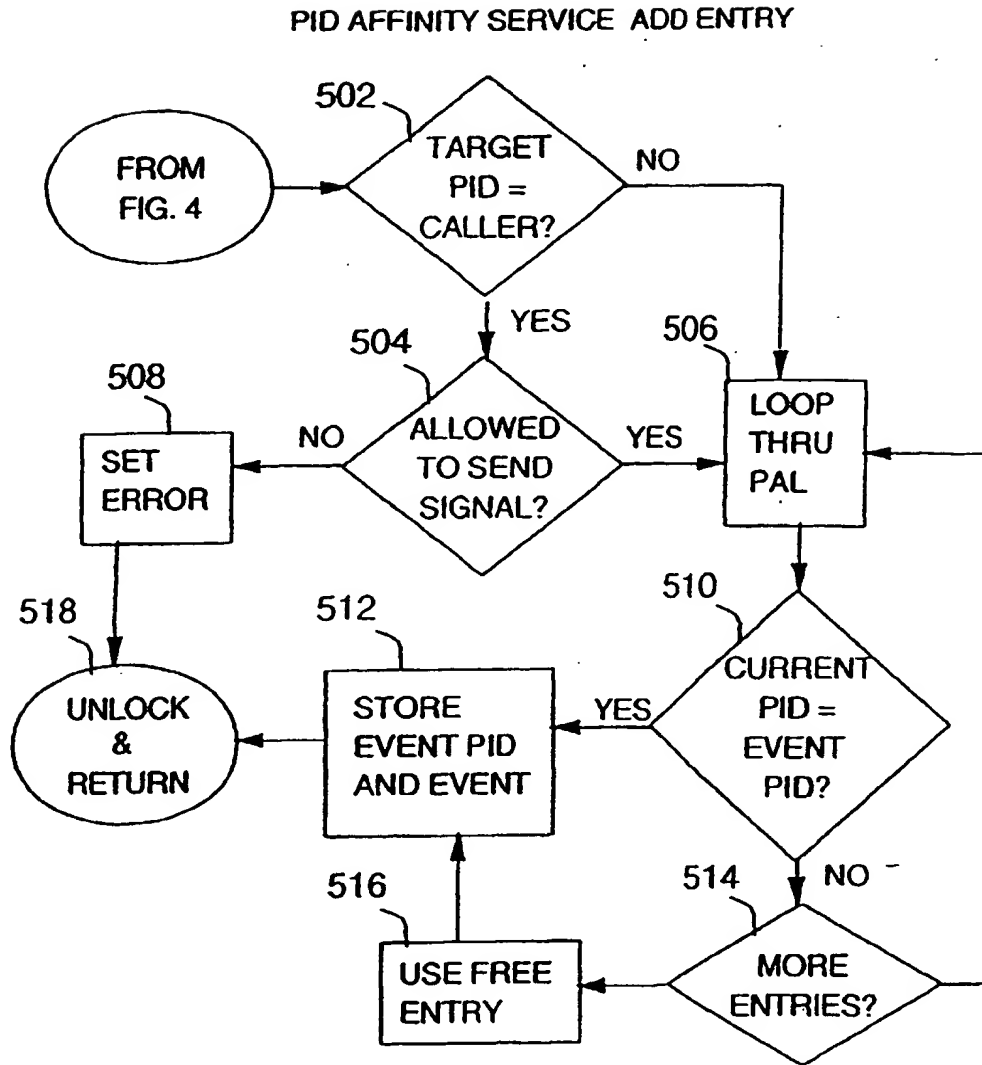 PID AFFINITY SERVICE ADD ENTRY
502
FROM
FIG. 4
TARGET
PID =
CALLER?
NO
YES
504
506
508
SET
ERROR
NO
ALLOWED
TO SEND
SIGNAL?
YES
LOOP
THRU
PAL
510
518
512
UNLOCK
&
RETURN
STORE
EVENT PID
AND EVENT
YES
CURRENT
PID =
EVENT
PID?
NO
516
514
USE FREE
ENTRY
MORE
ENTRIES?